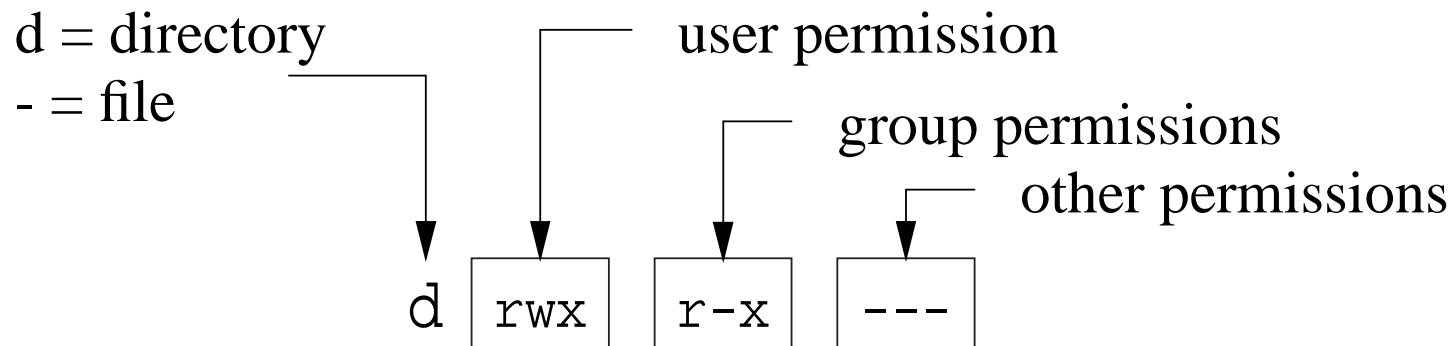 d = directory
- = file
user permission
group permissions
other permissions
d rwx r-x ---